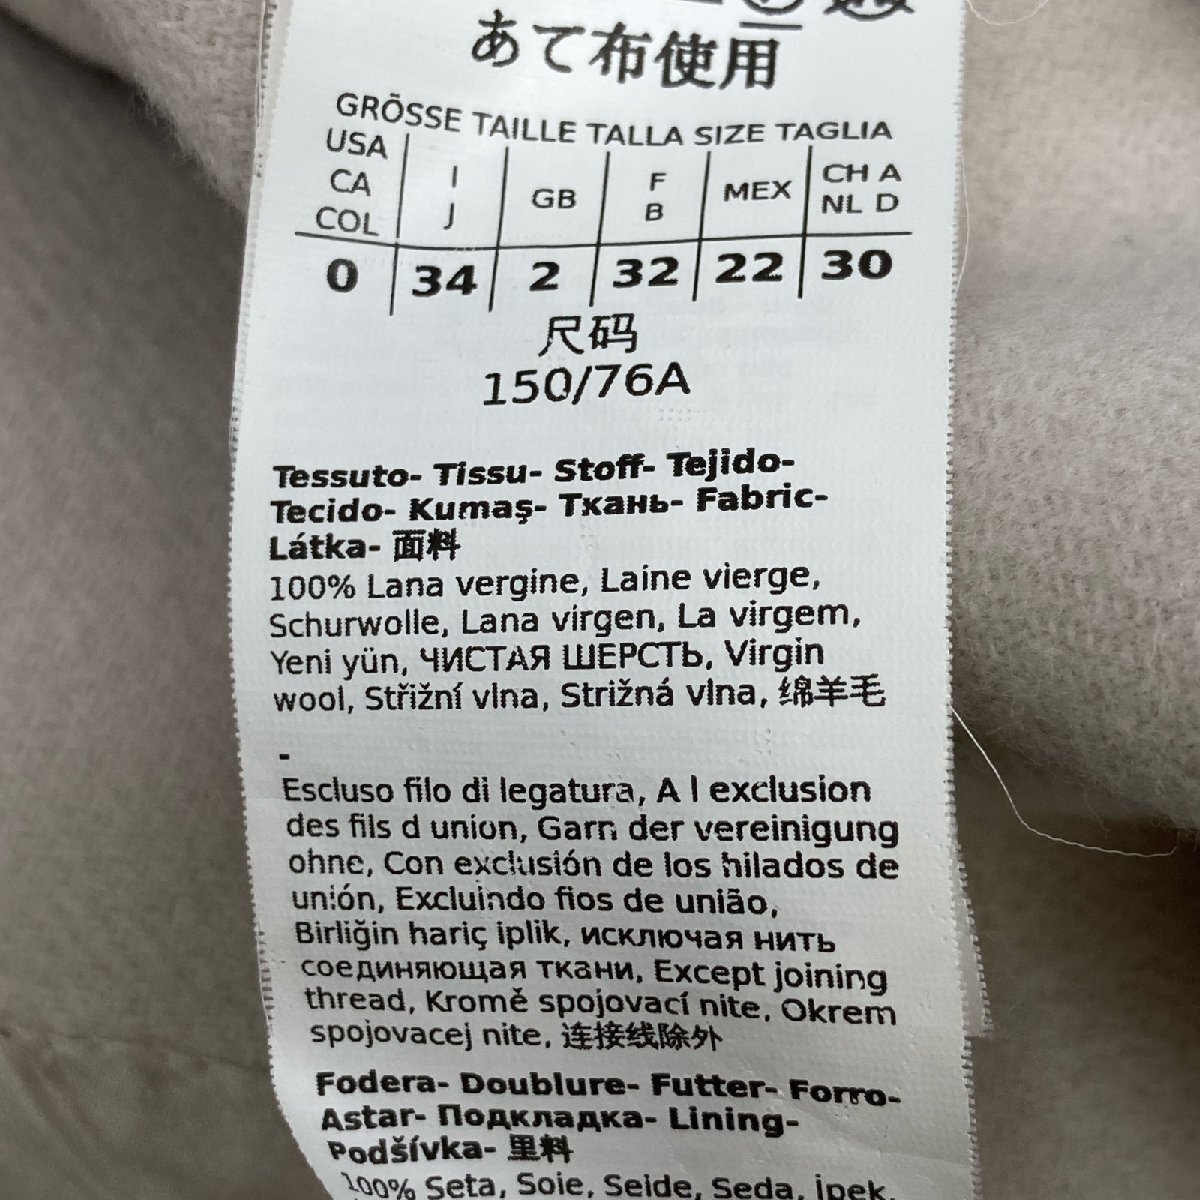 あて布使用
GRÖSSE TAILLE TALLA SIZE TAGLIA
USA CA COL I J GB F B MEX CH A NL D
0 34 2 32 22 30
尺码
150/76A
Tessuto- Tissu- Stoff- Tejido-
Tecido- Kumaş- Ткань- Fabric-
Látka- 面料
100% Lana vergine, Laine vierge,
Schurwolle, Lana virgen, La virgem,
Yeni yün, ЧИСТАЯ ШЕРСТЬ, Virgin
wool, Střižní vlna, Strižná vlna, 绵羊毛
-
Escluso filo di legatura, A l exclusion
des fils d union, Garn der vereinigung
ohne, Con exclusión de los hilados de
unión, Excluindo fios de união,
Birliğin hariç iplik, исключая нить
соединяющая ткани, Except joining
thread, Kromě spojovací nite, Okrem
spojovacej nite, 连接线除外
Fodera- Doublure- Futter- Forro-
Astar- Подкладка- Lining-
Podšívka- 里料
100% Seta, Soie, Seide, Seda, İpek,